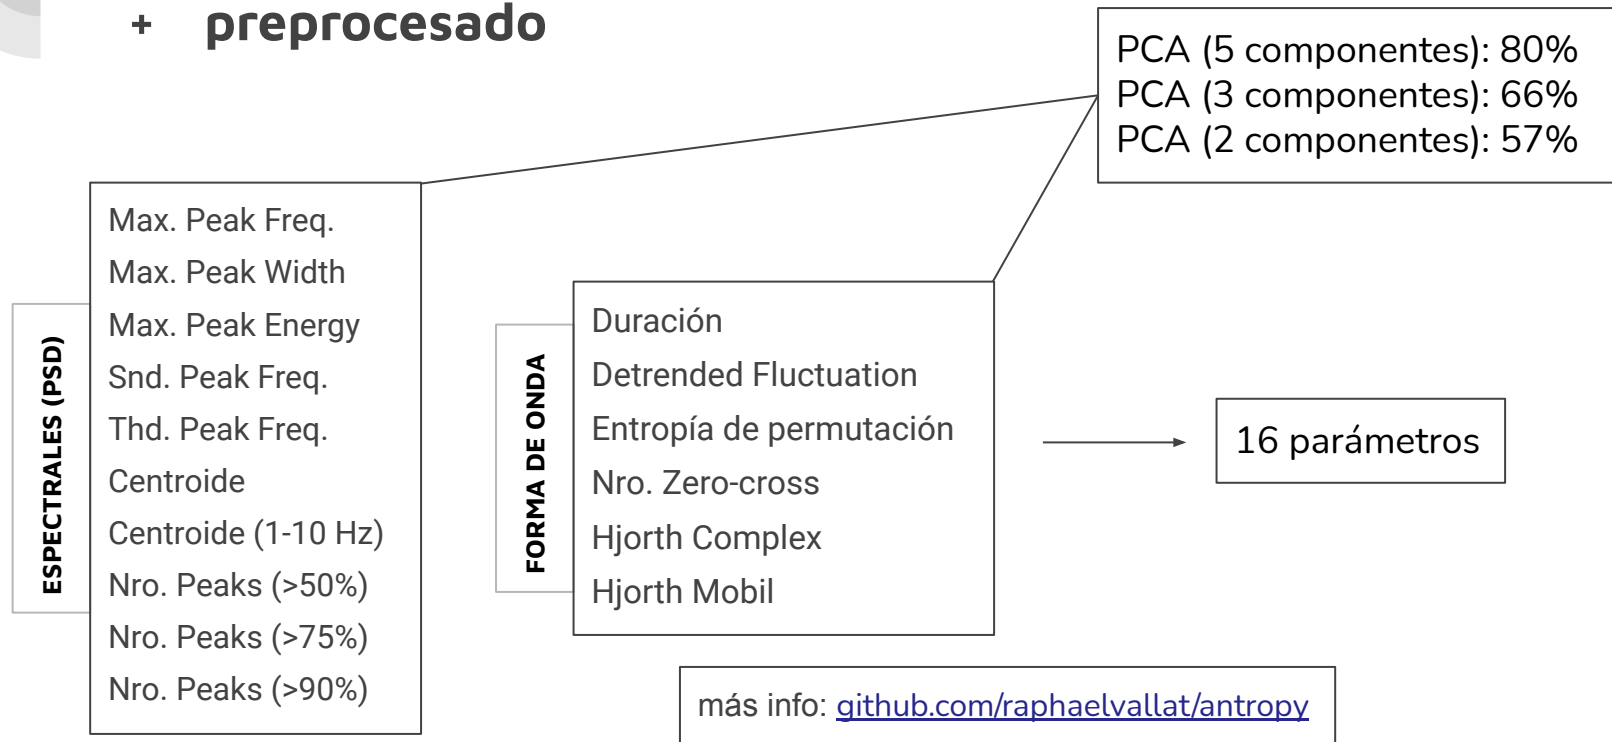 + preprocesado
PCA (5 componentes): 80%
PCA (3 componentes): 66%
PCA (2 componentes): 57%
ESPECTRALES (PSD)
Max. Peak Freq.
Max. Peak Width
Max. Peak Energy
Snd. Peak Freq.
Thd. Peak Freq.
Centroide
Centroide (1-10 Hz)
Nro. Peaks (>50%)
Nro. Peaks (>75%)
Nro. Peaks (>90%)
FORMA DE ONDA
Duración
Detrended Fluctuation
Entropía de permutación
Nro. Zero-cross
Hjorth Complex
Hjorth Mobil
16 parámetros
más info: github.com/raphaelvallat/antropy